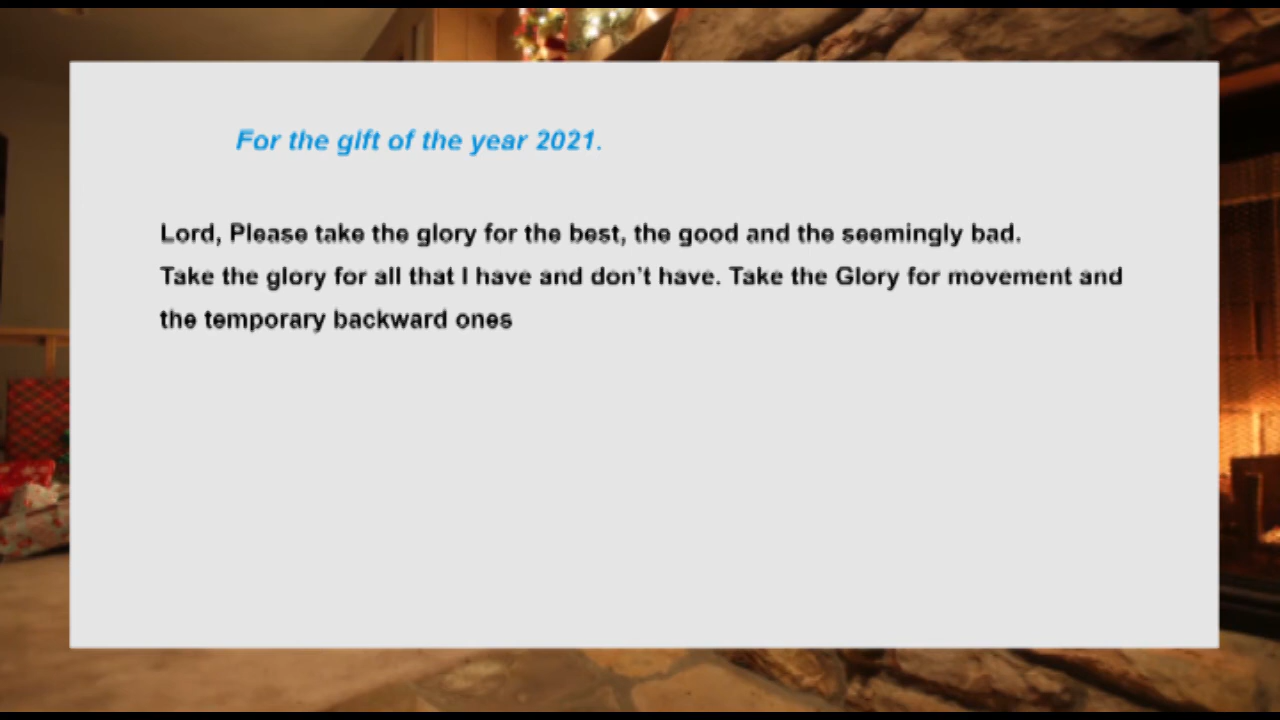 For the gift of the year 2021.
Lord, Please take the glory for the best, the good and the seemingly bad.
Take the glory for all that I have and don't have. Take the Glory for movement and
the temporary backward ones